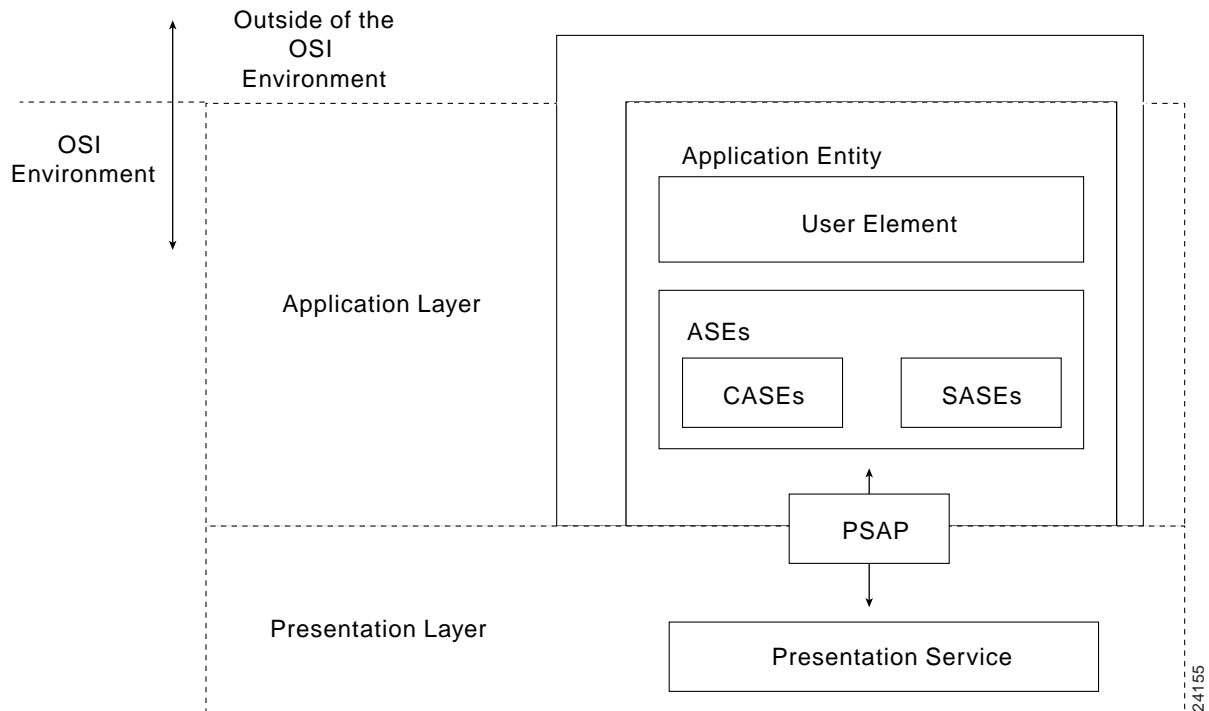 Outside of the
OSI
Environment
OSI
Environment
Application Entity
User Element
Application Layer
ASEs
CASEs
SASEs
PSAP
Presentation Layer
Presentation Service
24155